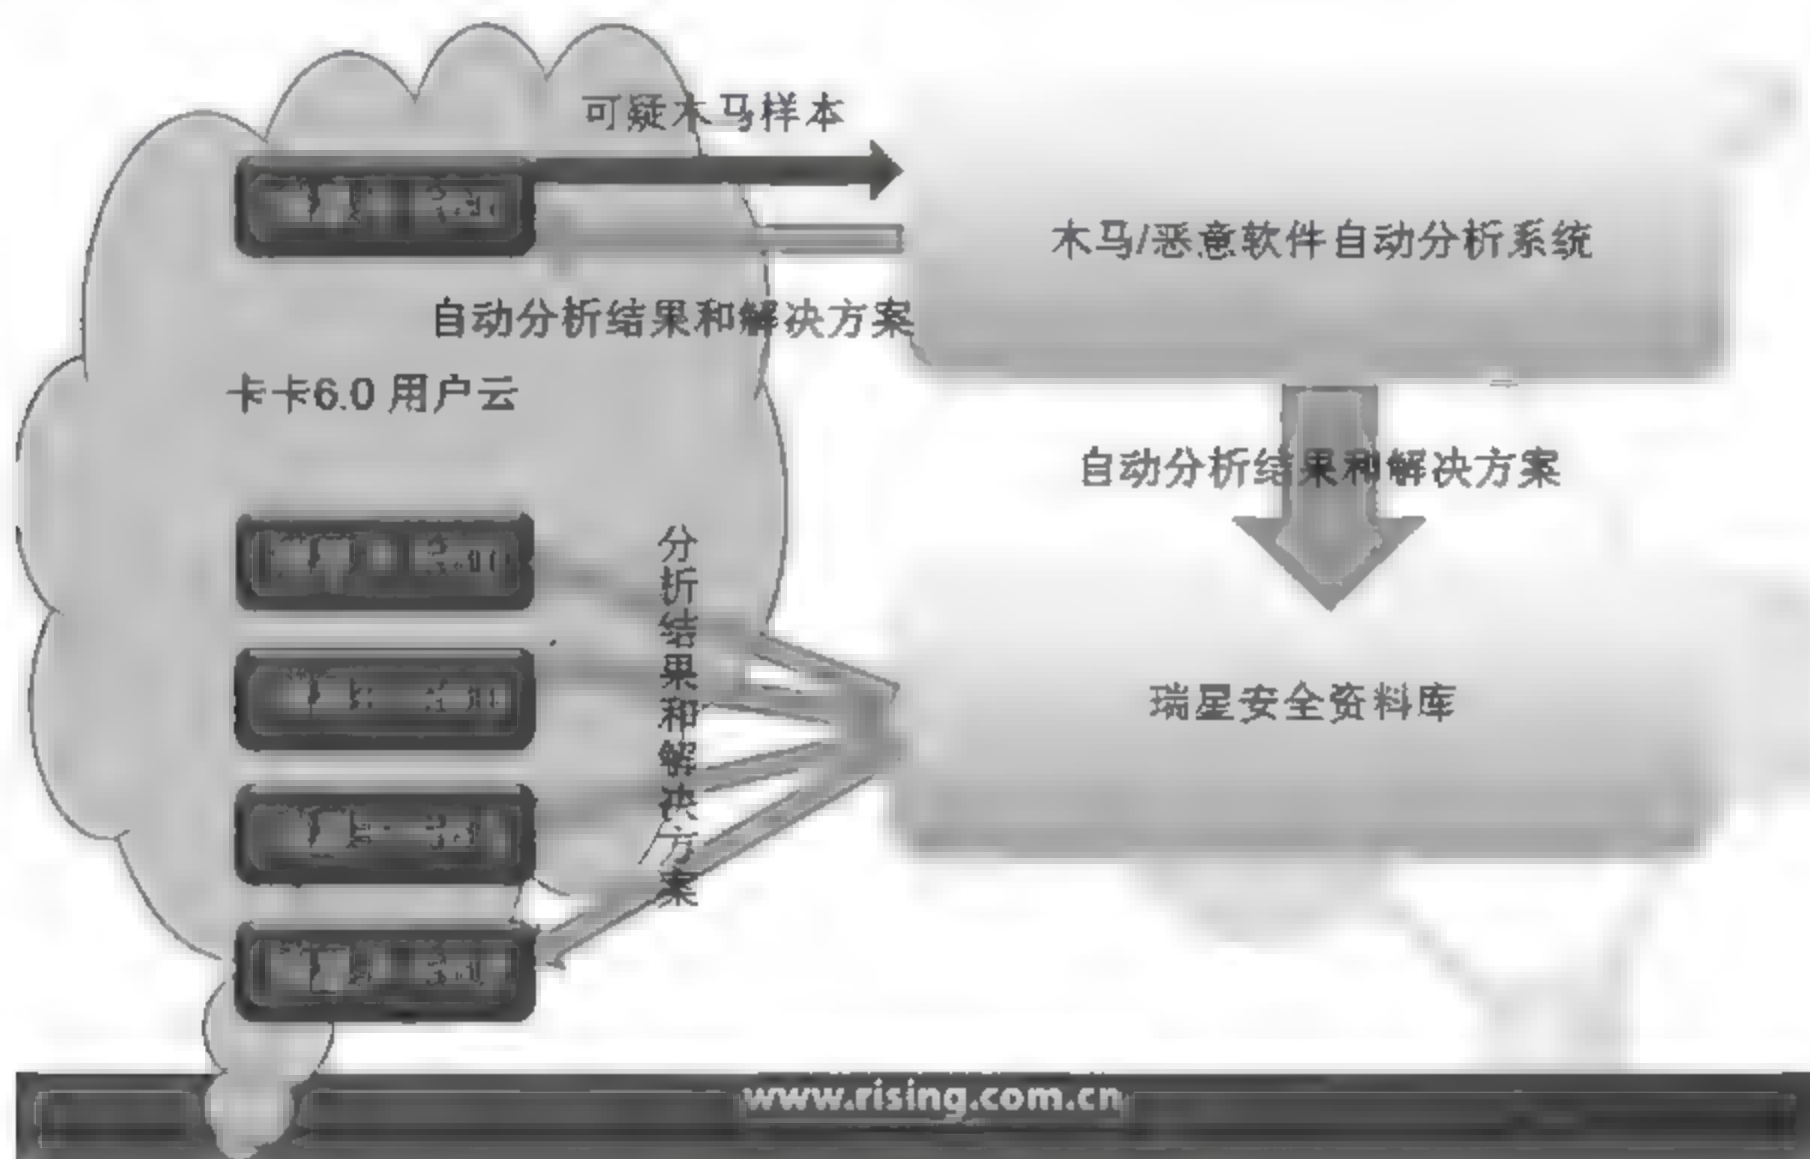 可疑木马样本
木马/恶意软件自动分析系统
自动分析结果和解决方案
卡卡6.0 用户云
自动分析结果和解决方案
分析结果和解决方案
瑞星安全资料库
www.rising.com.cn